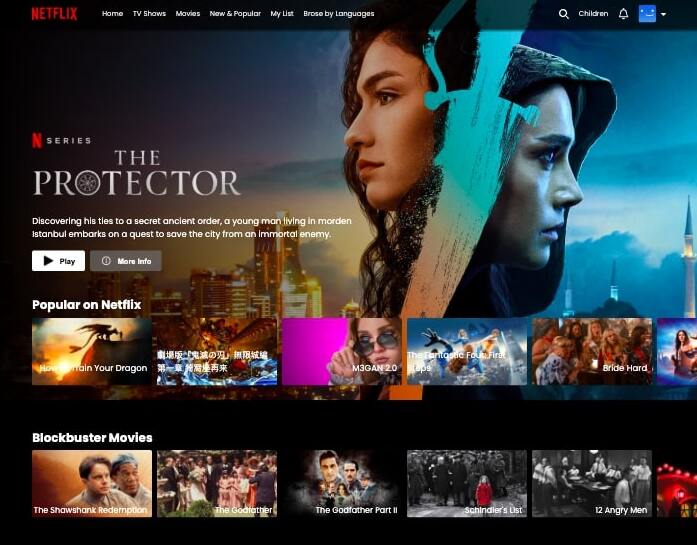 NETFLIX
Home TV Shows Movies New & Popular My List Brose by Languages
Children
N SERIES
THE
PROTECTOR
Discovering his ties to a secret ancient order, a young man living in morden
Istanbul embarks on a quest to save the city from an immortal enemy.
Play More Info
Popular on Netflix
How to Train Your Dragon
劇場版「鬼滅の刃」無限城編
第一章 猗窩座再来
M3GAN 2.0
The Fantastic Four: First
Steps
Bride Hard
Blockbuster Movies
The Shawshank Redemption
The Godfather
The Godfather Part II
Schindler's List
12 Angry Men